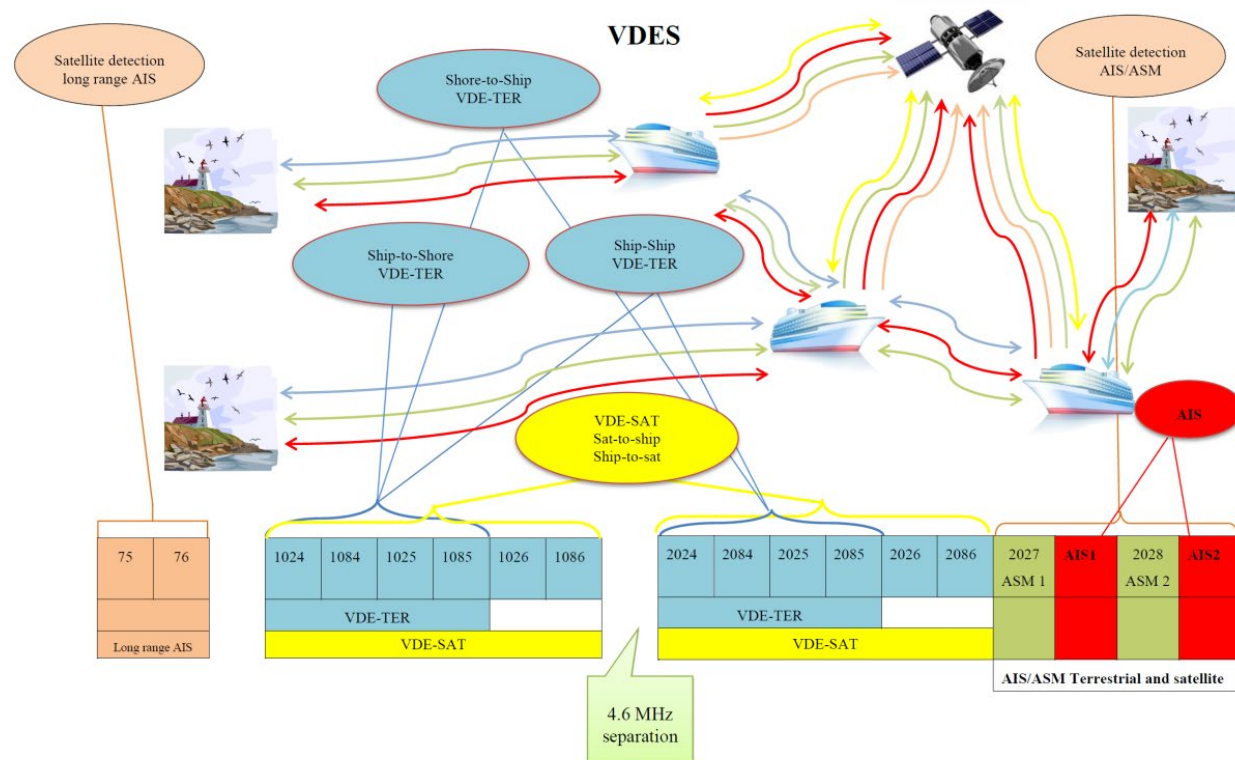 VDES
Satellite detection
long range AIS
Shore-to-Ship
VDE-TER
Satellite detection
AIS/ASM
Ship-to-Shore
VDE-TER
Ship-Ship
VDE-TER
VDE-SAT
Sat-to-ship
Ship-to-sat
AIS
75 76
1024 1084 1025 1085 1026 1086
2024 2084 2025 2085 2026 2086
2027 AIS1 2028 AIS2
ASM 1 ASM 2
VDE-TER
VDE-TER
Long range AIS
VDE-SAT
VDE-SAT
AIS/ASM Terrestrial and satellite
4.6 MHz
separation